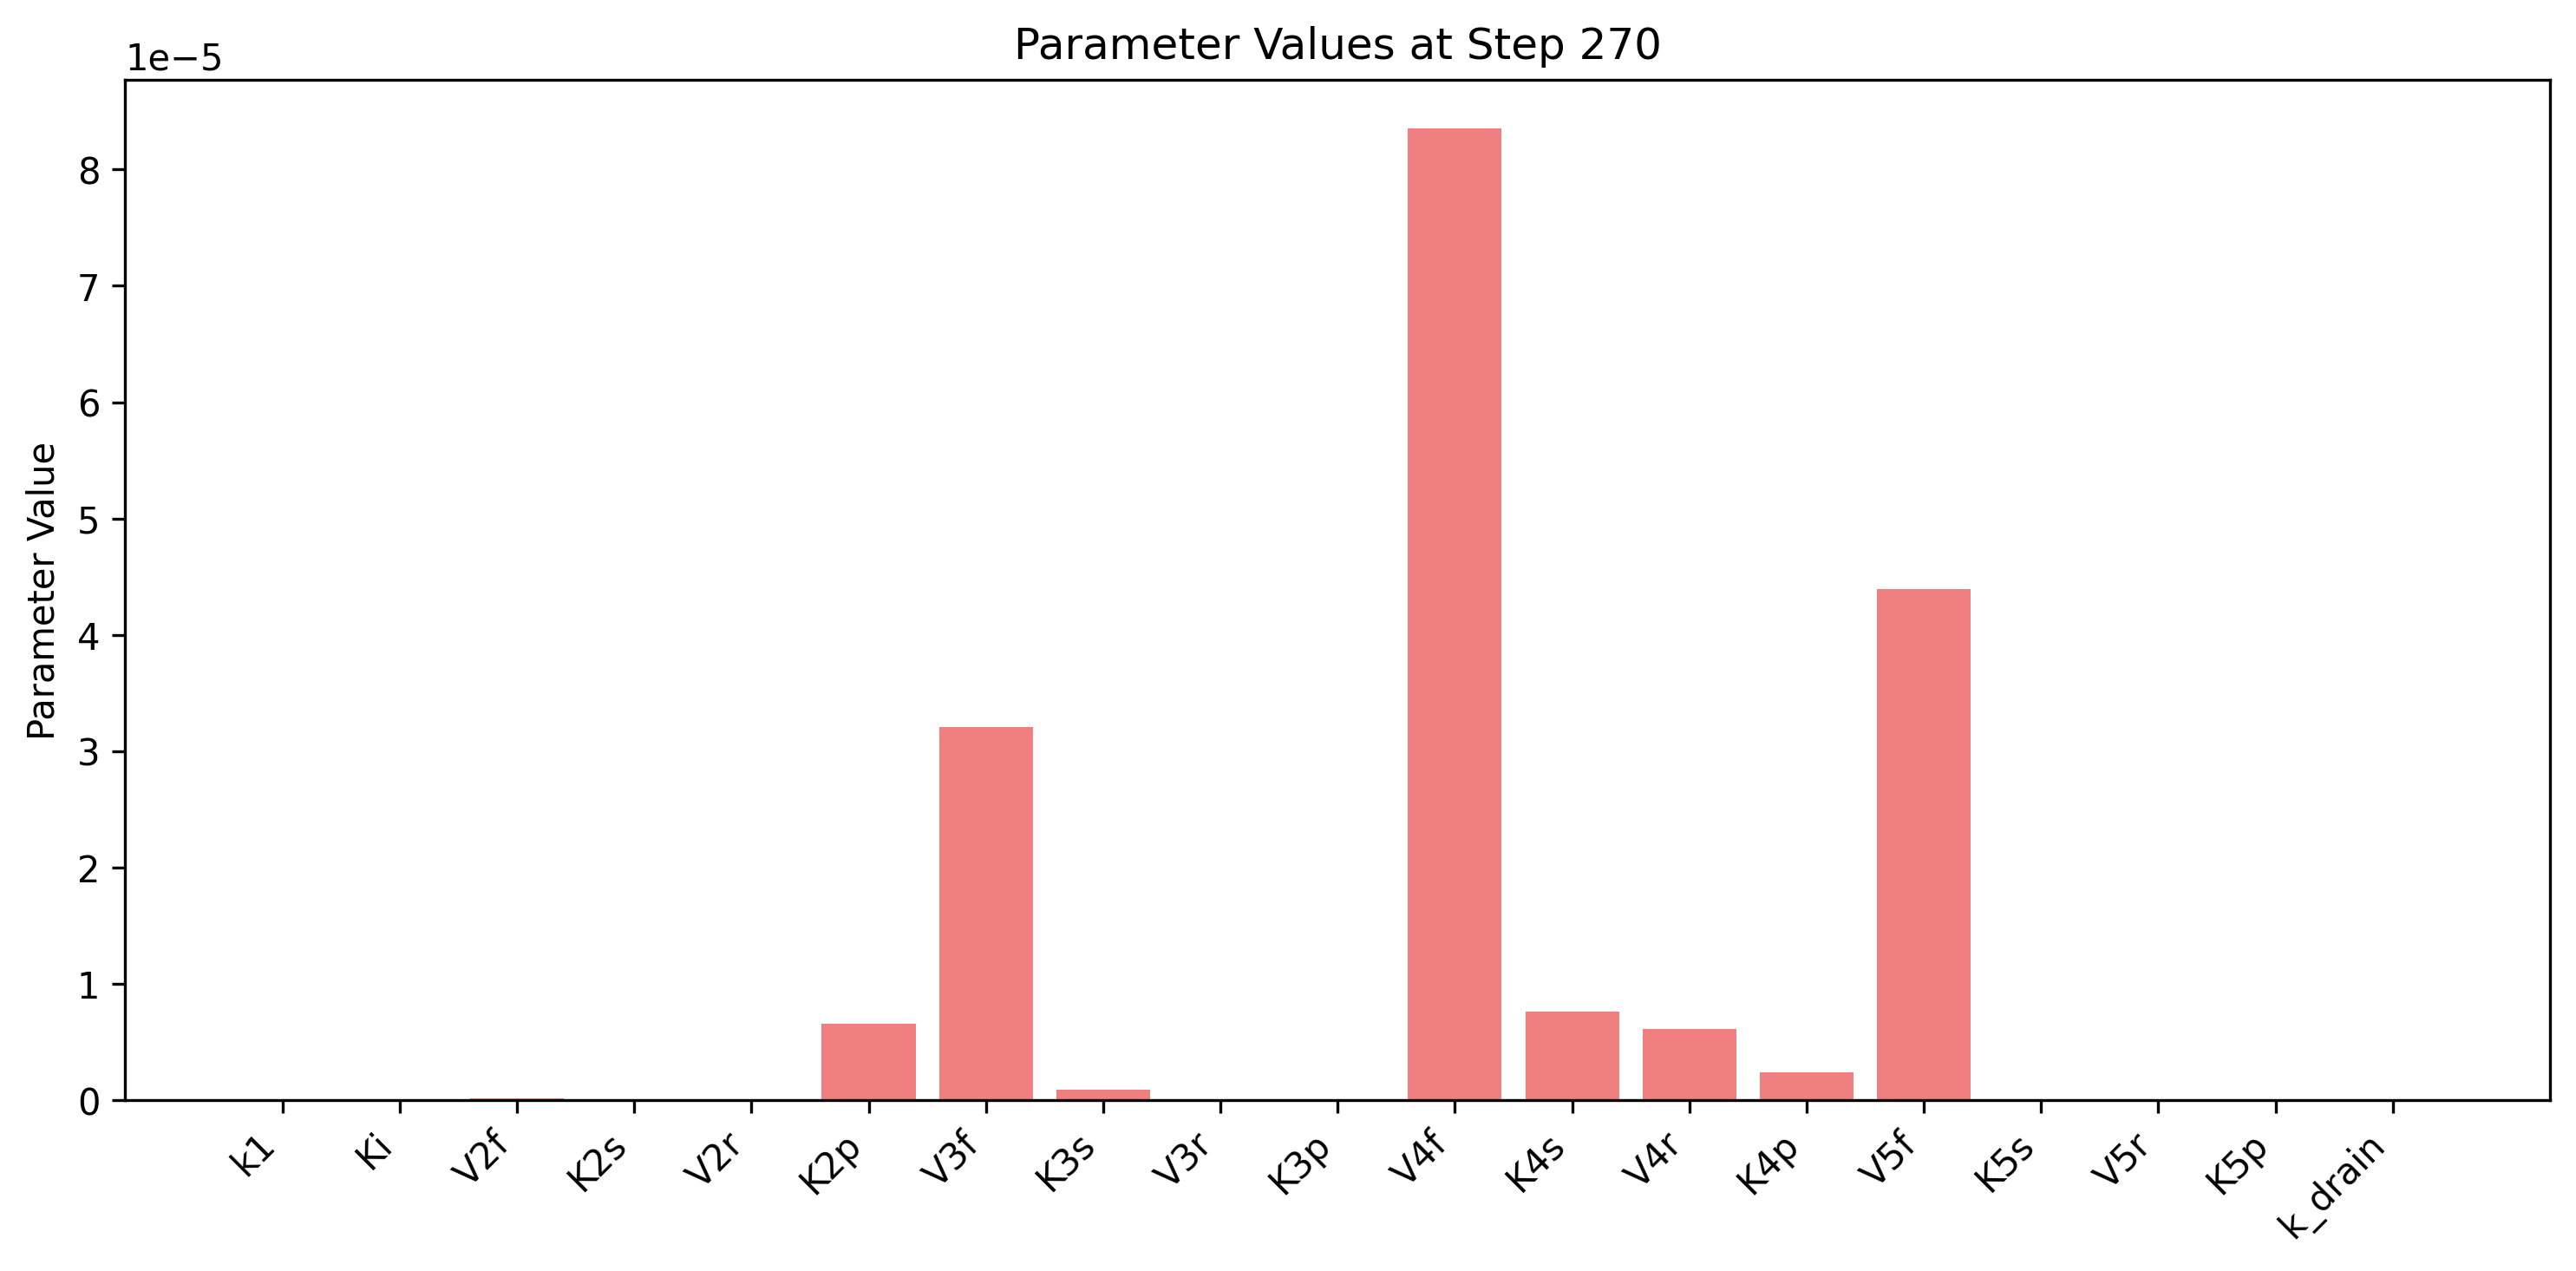 Parameter Values at Step 270
1e−5
8
7
6
5
4
3
2
1
0
Parameter Value
k1
Ki
V2f
K2s
V2r
K2p
V3f
K3s
V3r
K3p
V4f
K4s
V4r
K4p
V5f
K5s
V5r
K5p
k_drain